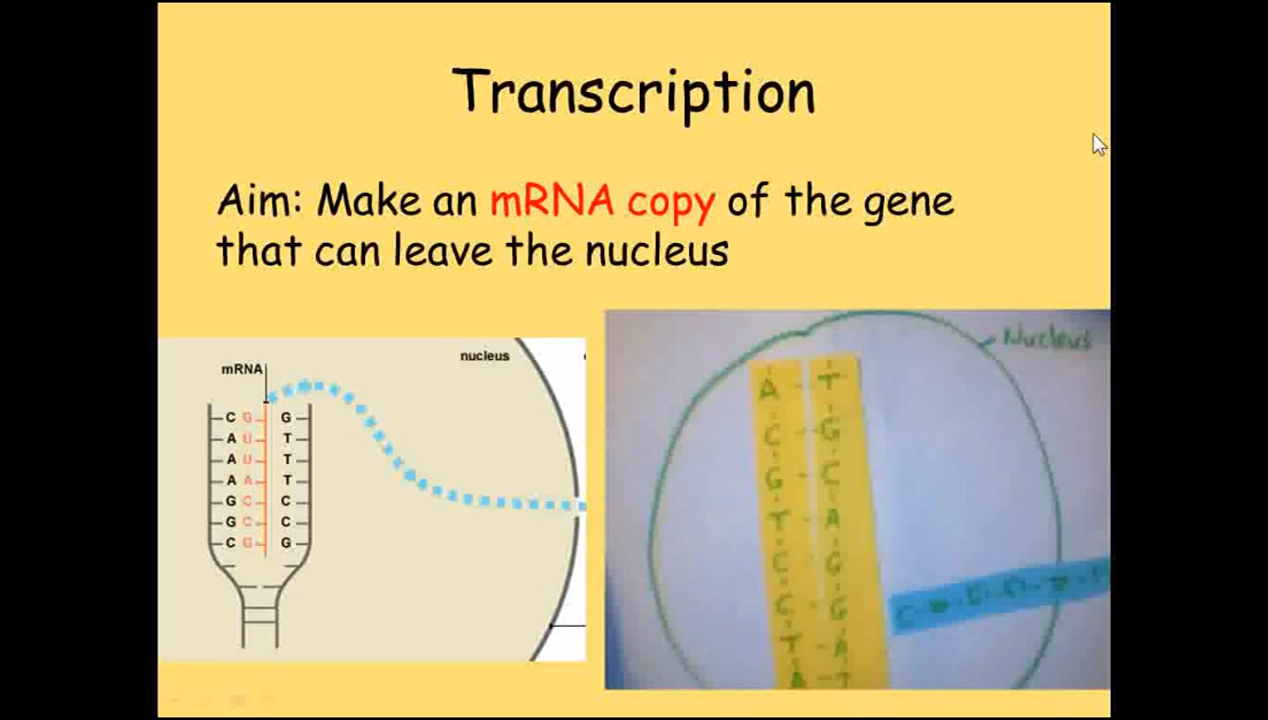 Transcription
Aim: Make an mRNA copy of the gene
that can leave the nucleus
mRNA
nucleus
C G G
A U T
A U T
A A T
G C C
G C C
C G G
Nucleus
A - T
C - G
G - C
T - A
C - G
C - G
T - A
A - T